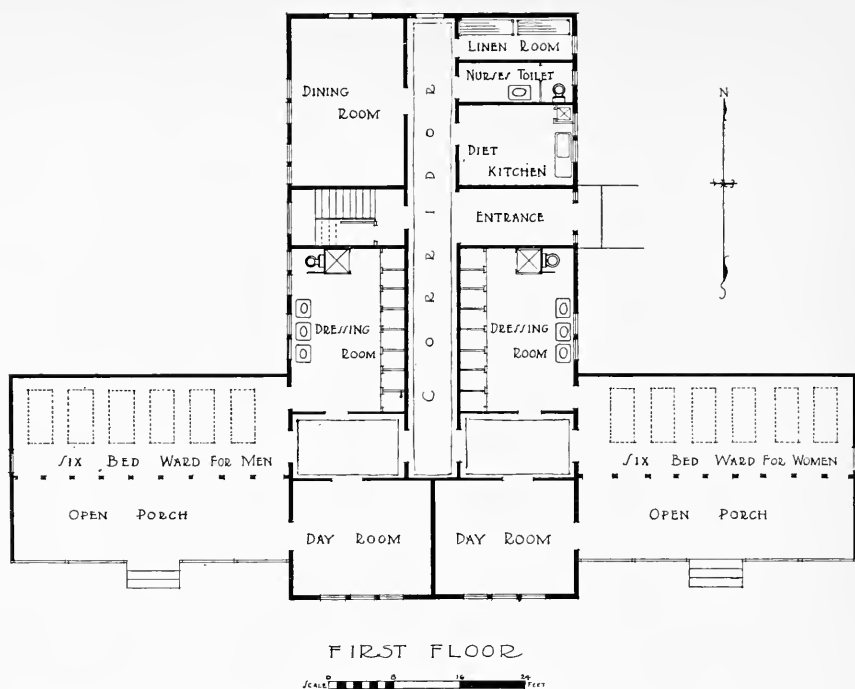 LINEN ROOM
NURSES TOILET
DINING
ROOM
DIET
KITCHEN
N
ENTRANCE
CORRIDOR
DRESSING
ROOM
DRESSING
ROOM
S
SIX BED WARD FOR MEN
SIX BED WARD FOR WOMEN
OPEN PORCH
OPEN PORCH
DAY ROOM
DAY ROOM
FIRST FLOOR
SCALE 0 8 16 24 FEET